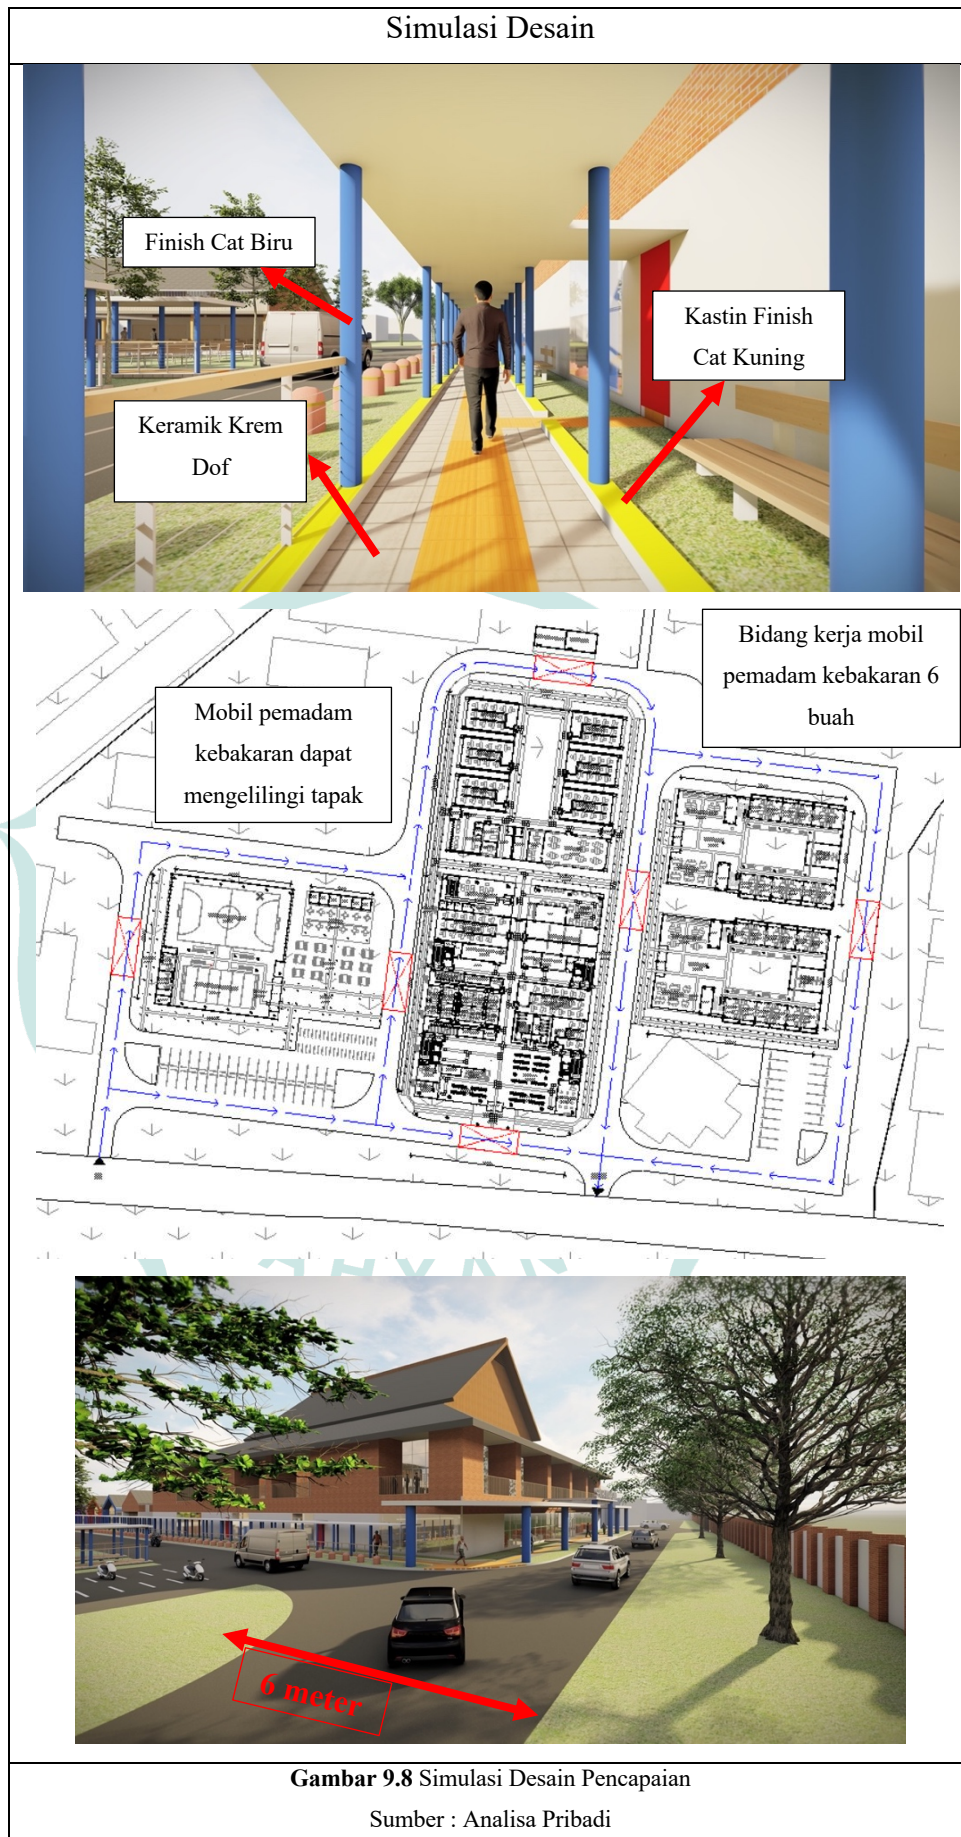 Simulasi Desain
Finish Cat Biru
Kastin Finish
Cat Kuning
Keramik Krem
Dof
Bidang kerja mobil
pemadam kebakaran 6
buah
Mobil pemadam
kebakaran dapat
mengelilingi tapak
6 meter
Gambar 9.8 Simulasi Desain Pencapaian
Sumber : Analisa Pribadi